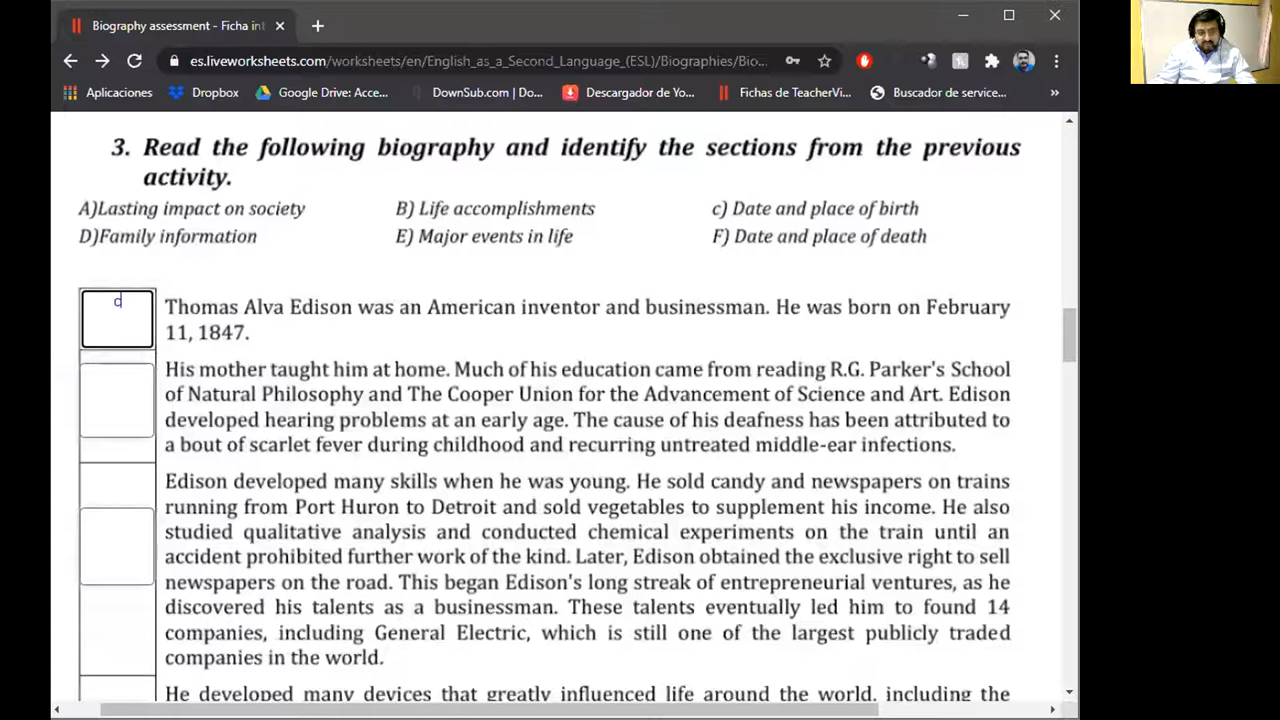 Biography assessment - Ficha int
es.liveworksheets.com/worksheets/en/English_as_a_Second_Language_(ESL)/Biographies/Bio...
Aplicaciones Dropbox Google Drive: Acce... DownSub.com | Do... Descargador de Yo... Fichas de TeacherVi... Buscador de service... »
3. Read the following biography and identify the sections from the previous
activity.
A)Lasting impact on society B) Life accomplishments c) Date and place of birth
D)Family information E) Major events in life F) Date and place of death
c
Thomas Alva Edison was an American inventor and businessman. He was born on February
11, 1847.
His mother taught him at home. Much of his education came from reading R.G. Parker's School
of Natural Philosophy and The Cooper Union for the Advancement of Science and Art. Edison
developed hearing problems at an early age. The cause of his deafness has been attributed to
a bout of scarlet fever during childhood and recurring untreated middle-ear infections.
Edison developed many skills when he was young. He sold candy and newspapers on trains
running from Port Huron to Detroit and sold vegetables to supplement his income. He also
studied qualitative analysis and conducted chemical experiments on the train until an
accident prohibited further work of the kind. Later, Edison obtained the exclusive right to sell
newspapers on the road. This began Edison's long streak of entrepreneurial ventures, as he
discovered his talents as a businessman. These talents eventually led him to found 14
companies, including General Electric, which is still one of the largest publicly traded
companies in the world.
He developed many devices that greatly influenced life around the world, including the